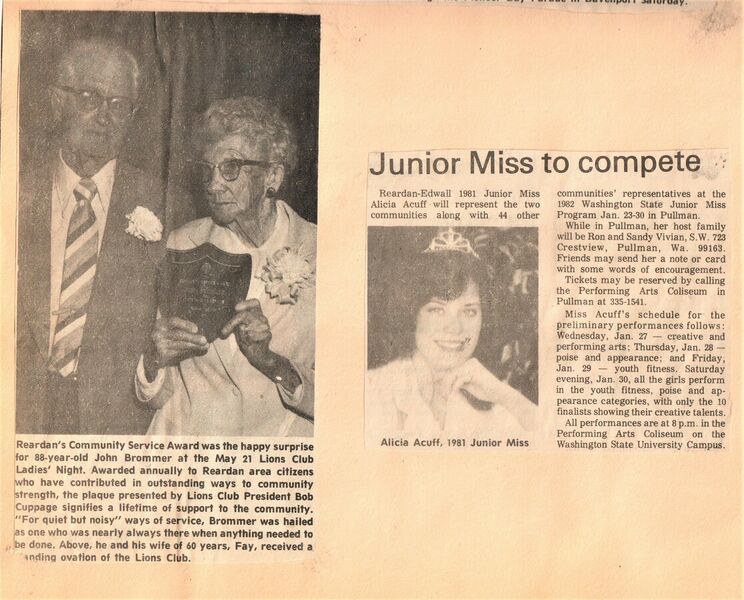 Pioneer Day Parade in Davenport Saturday.
Reardan's Community Service Award was the happy surprise
for 88-year-old John Brommer at the May 21 Lions Club
Ladies' Night. Awarded annually to Reardan area citizens
who have contributed in outstanding ways to community
strength, the plaque presented by Lions Club President Bob
Cuppage signifies a lifetime of support to the community.
"For quiet but noisy" ways of service, Brommer was hailed
as one who was nearly always there when anything needed to
be done. Above, he and his wife of 60 years, Fay, received a
anding ovation of the Lions Club.
Junior Miss to compete
Reardan-Edwall 1981 Junior Miss
Alicia Acuff will represent the two
communities along with 44 other
Alicia Acuff, 1981 Junior Miss
communities' representatives at the
1982 Washington State Junior Miss
Program Jan. 23-30 in Pullman.
While in Pullman, her host family
will be Ron and Sandy Vivian, S.W. 723
Crestview, Pullman, Wa. 99163.
Friends may send her a note or card
with some words of encouragement.
Tickets may be reserved by calling
the Performing Arts Coliseum in
Pullman at 335-1541.
Miss Acuff's schedule for the
preliminary performances follows:
Wednesday, Jan. 27 — creative and
performing arts; Thursday, Jan. 28 —
poise and appearance; and Friday,
Jan. 29 — youth fitness. Saturday
evening, Jan. 30, all the girls perform
in the youth fitness, poise and ap-
pearance categories, with only the 10
finalists showing their creative talents.
All performances are at 8 p.m. in the
Performing Arts Coliseum on the
Washington State University Campus.